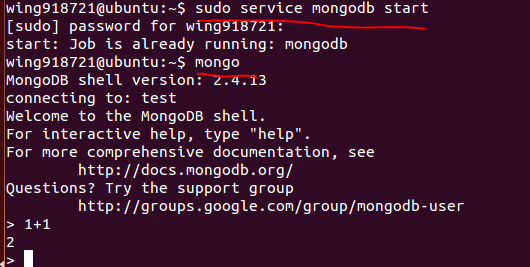 wing918721@ubuntu:~$ sudo service mongodb start
[sudo] password for wing918721:
start: Job is already running: mongodb
wing918721@ubuntu:~$ mongo
MongoDB shell version: 2.4.13
connecting to: test
Welcome to the MongoDB shell.
For interactive help, type "help".
For more comprehensive documentation, see
        http://docs.mongodb.org/
Questions? Try the support group
        http://groups.google.com/group/mongodb-user
> 1+1
2
>